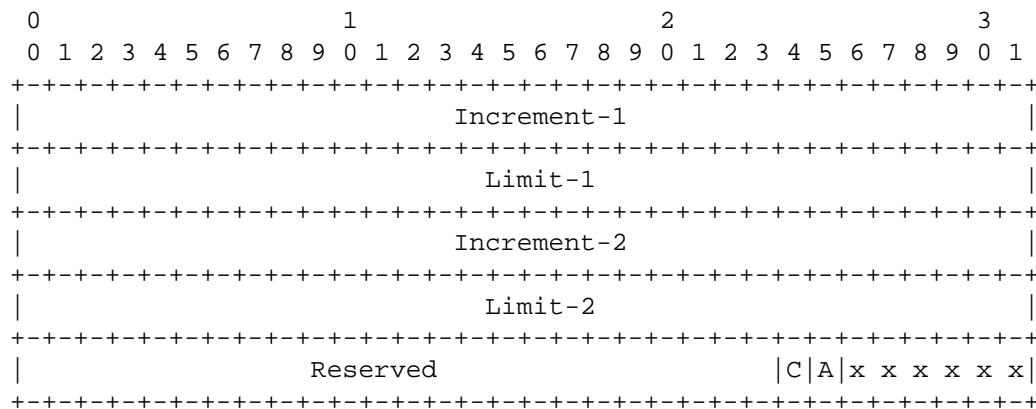 0                   1                   2                   3
 0 1 2 3 4 5 6 7 8 9 0 1 2 3 4 5 6 7 8 9 0 1 2 3 4 5 6 7 8 9 0 1
+-+-+-+-+-+-+-+-+-+-+-+-+-+-+-+-+-+-+-+-+-+-+-+-+-+-+-+-+-+-+-+-+
|                          Increment-1                          |
+-+-+-+-+-+-+-+-+-+-+-+-+-+-+-+-+-+-+-+-+-+-+-+-+-+-+-+-+-+-+-+-+
|                            Limit-1                            |
+-+-+-+-+-+-+-+-+-+-+-+-+-+-+-+-+-+-+-+-+-+-+-+-+-+-+-+-+-+-+-+-+
|                          Increment-2                          |
+-+-+-+-+-+-+-+-+-+-+-+-+-+-+-+-+-+-+-+-+-+-+-+-+-+-+-+-+-+-+-+-+
|                            Limit-2                            |
+-+-+-+-+-+-+-+-+-+-+-+-+-+-+-+-+-+-+-+-+-+-+-+-+-+-+-+-+-+-+-+-+
|                 Reserved                      |C|A|x x x x x x|
+-+-+-+-+-+-+-+-+-+-+-+-+-+-+-+-+-+-+-+-+-+-+-+-+-+-+-+-+-+-+-+-+